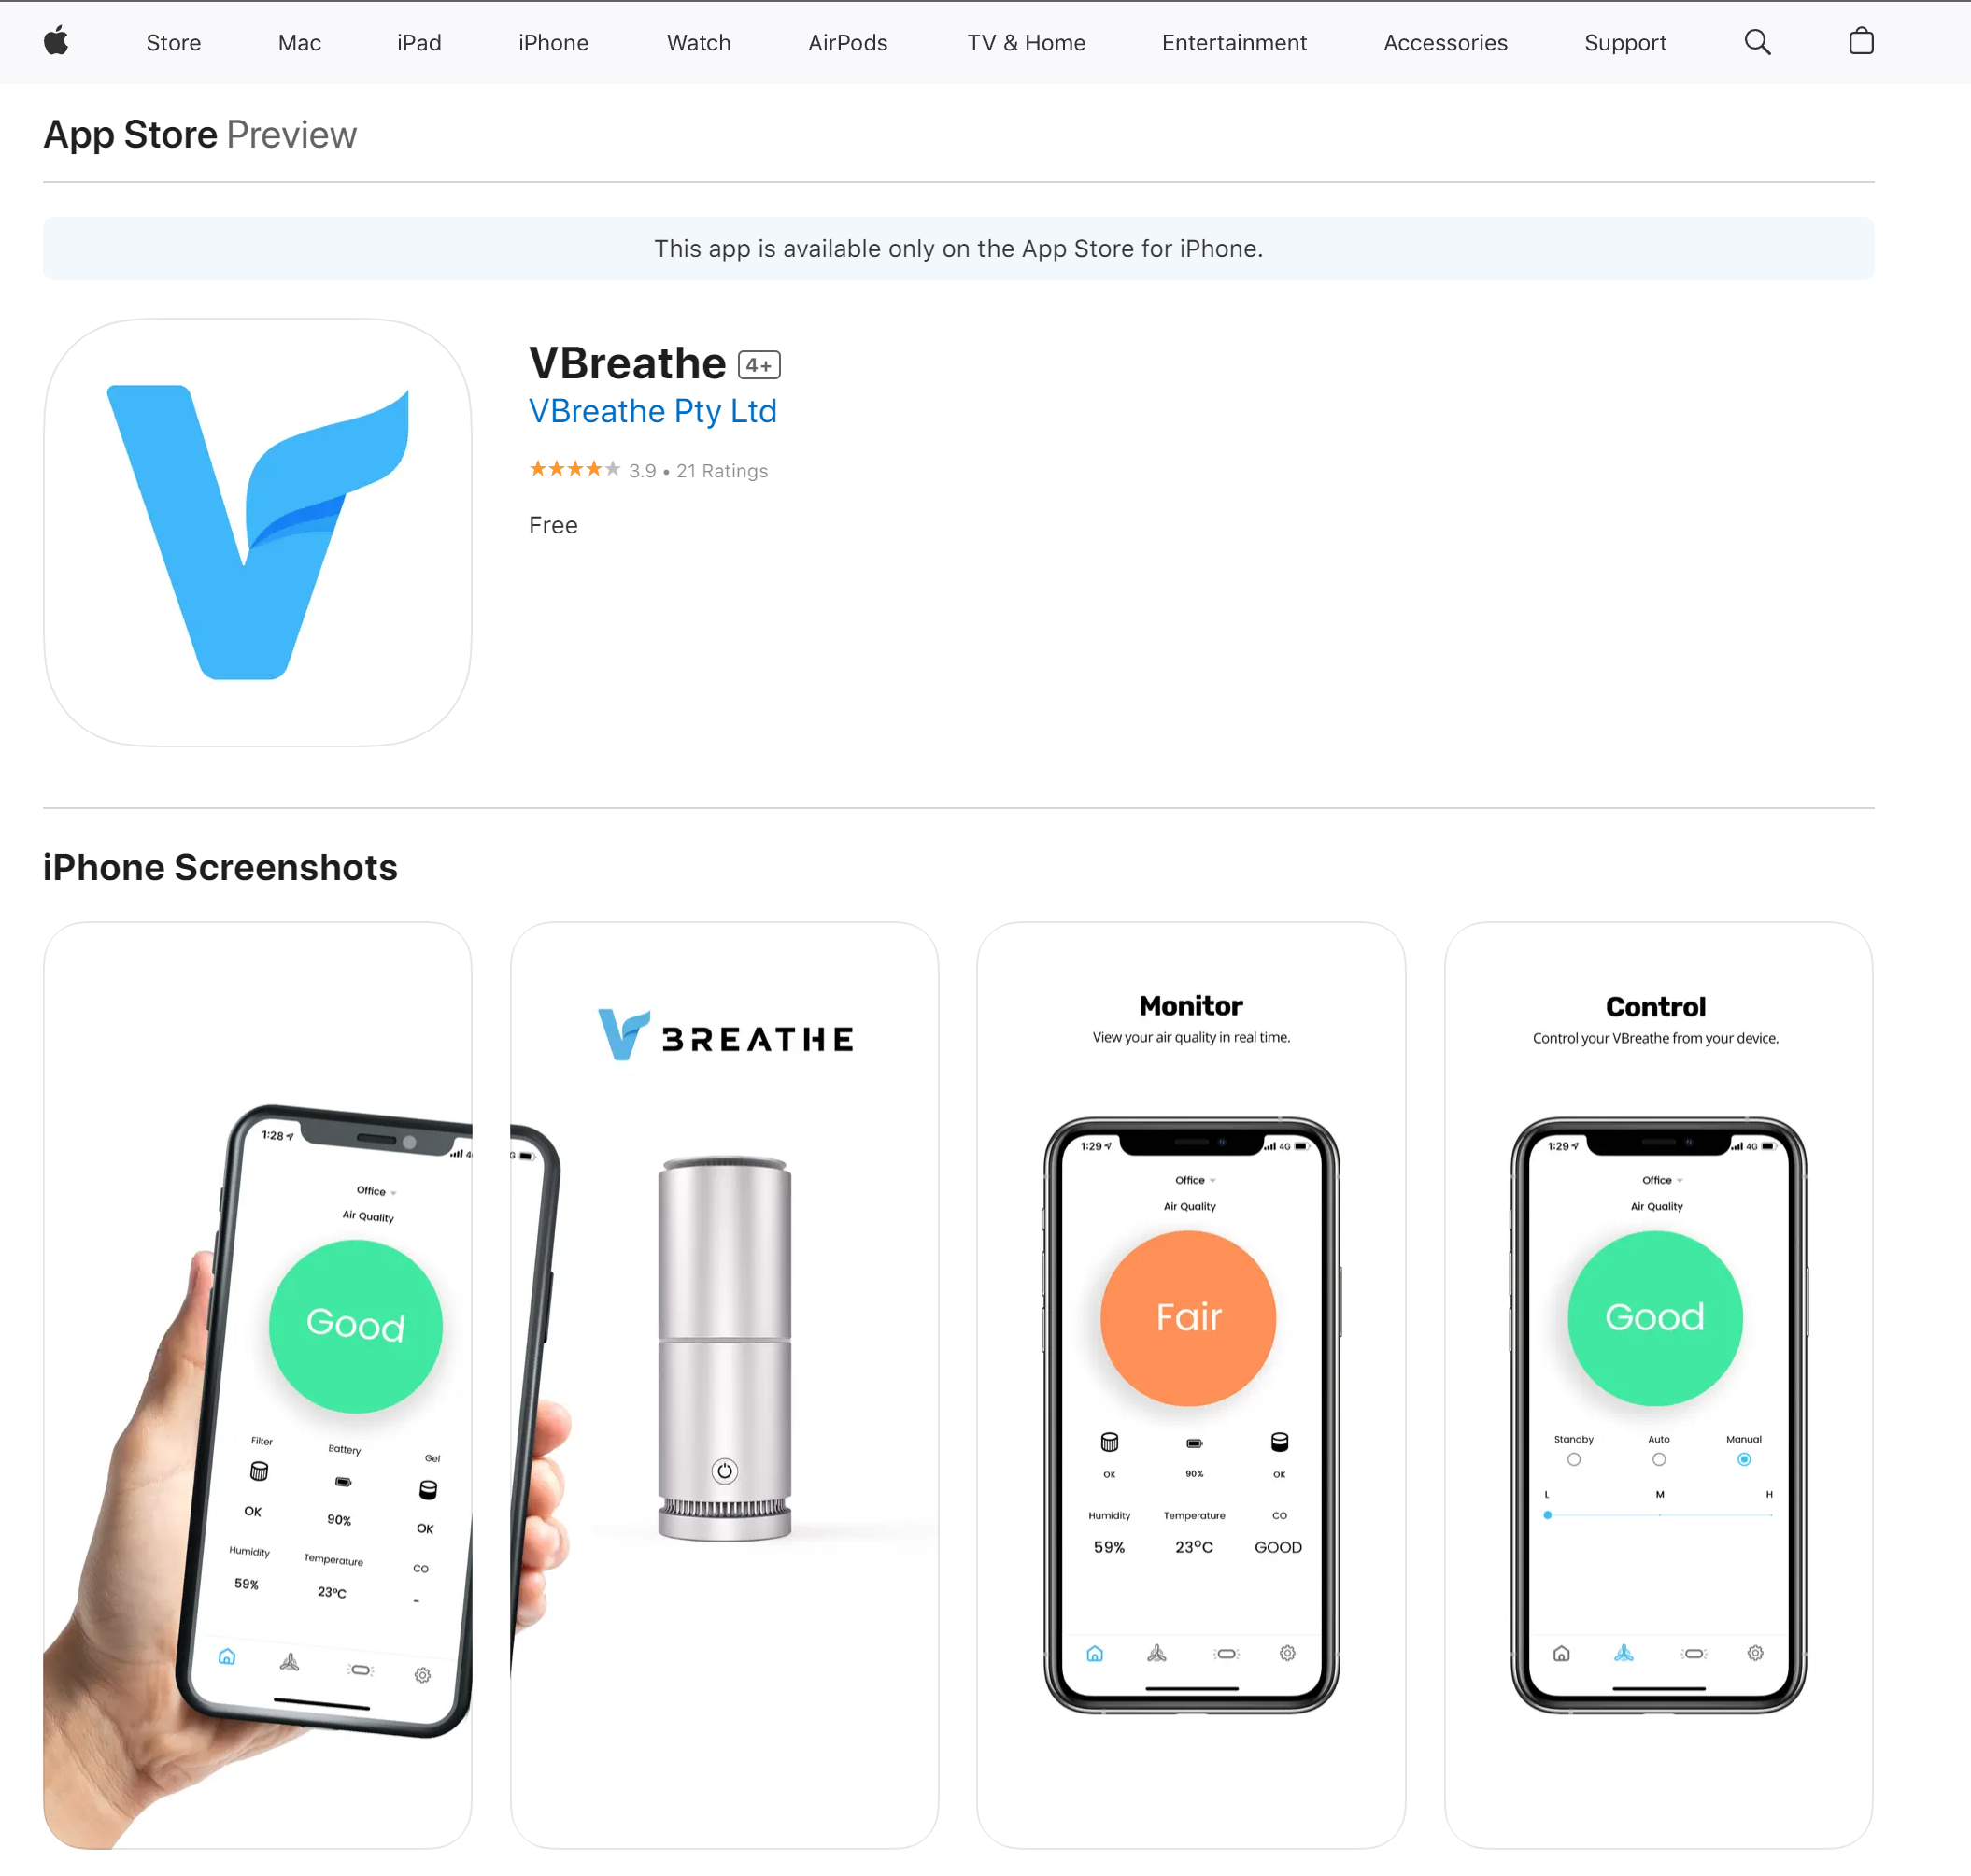 Store Mac iPad iPhone Watch AirPods TV & Home Entertainment Accessories Support
App Store Preview
This app is available only on the App Store for iPhone.
VBreathe 4+
VBreathe Pty Ltd
3.9 • 21 Ratings
Free
iPhone Screenshots
1:28
4
Office
Air Quality
Good
Filter Battery Gel
OK 90% OK
Humidity Temperature CO
59% 23°C -
G
VBREATHE
Monitor
View your air quality in real time.
1:29 4G
Office
Air Quality
Fair
OK 90% OK
Humidity Temperature CO
59% 23°C GOOD
Control
Control your VBreathe from your device.
1:29 4G
Office
Air Quality
Good
Standby Auto Manual
L M H